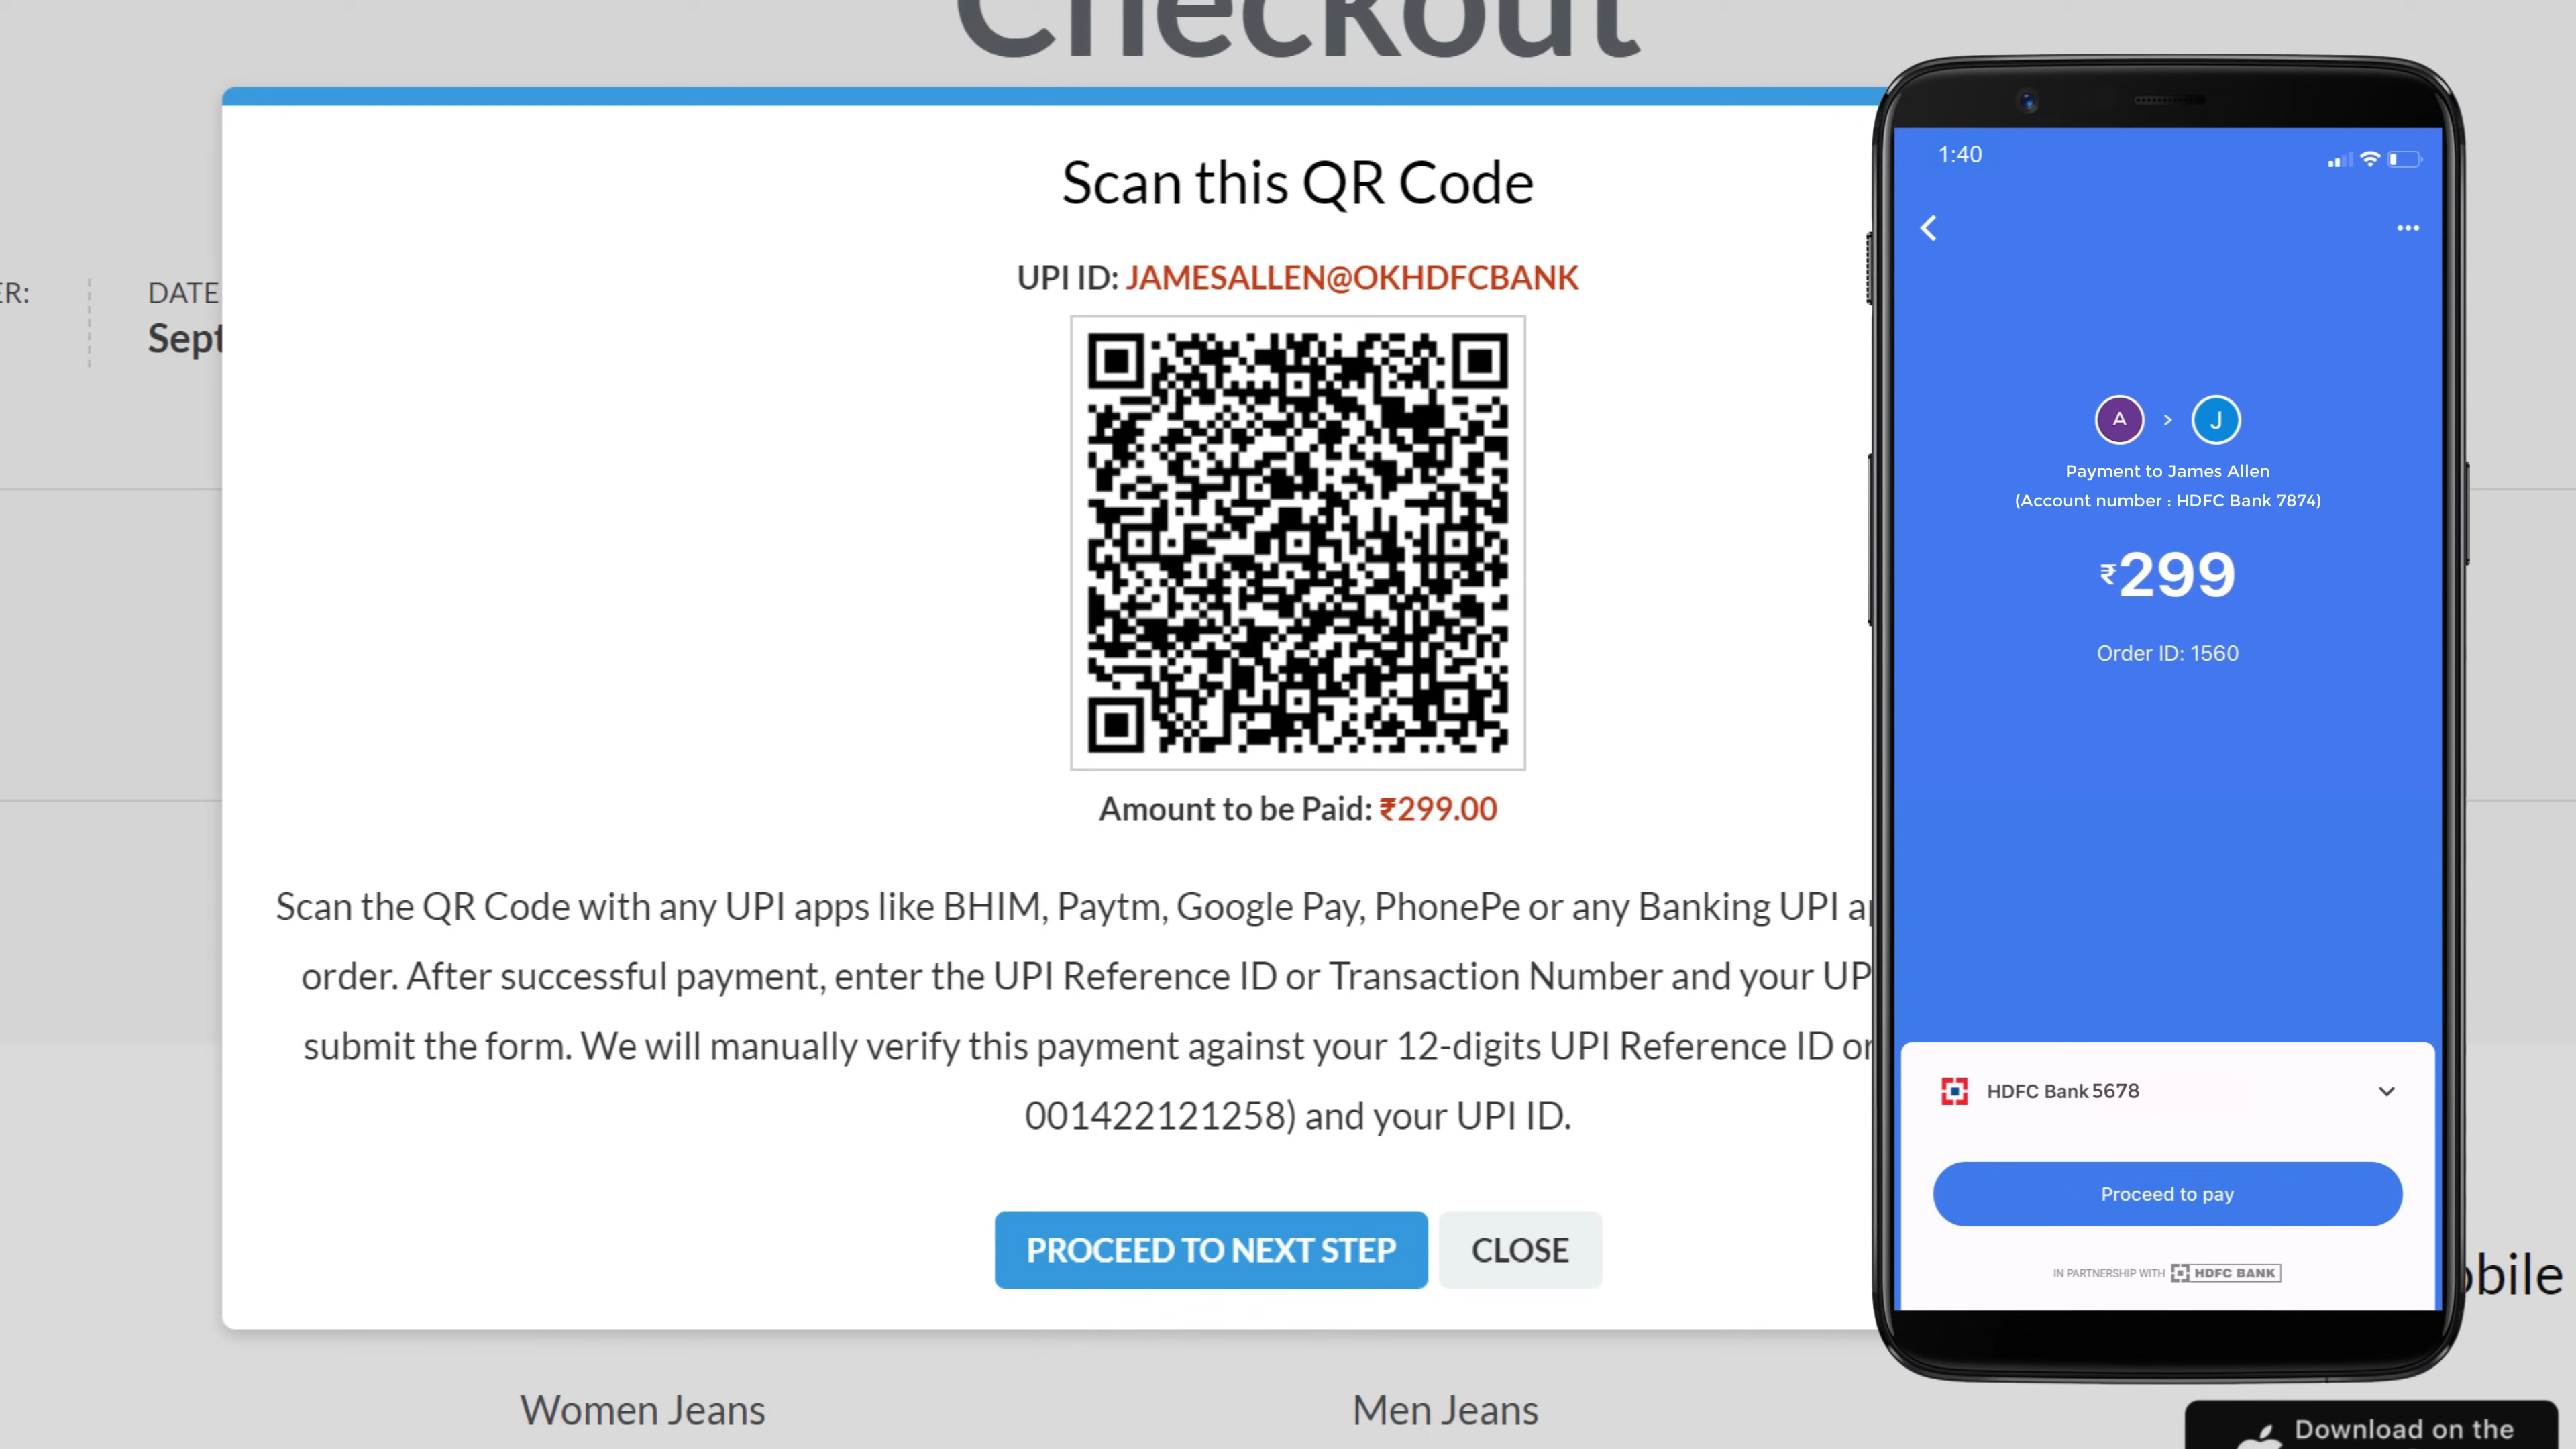 Checkout
ER:
DATE
Sept
Scan this QR Code
UPI ID: JAMESALLEN@OKHDFCBANK
Amount to be Paid: ₹299.00
Scan the QR Code with any UPI apps like BHIM, Paytm, Google Pay, PhonePe or any Banking UPI
order. After successful payment, enter the UPI Reference ID or Transaction Number and your UP
submit the form. We will manually verify this payment against your 12-digits UPI Reference ID or
001422121258) and your UPI ID.
PROCEED TO NEXT STEP
CLOSE
1:40
A
J
Payment to James Allen
(Account number : HDFC Bank 7874)
₹299
Order ID: 1560
HDFC Bank 5678
Proceed to pay
IN PARTNERSHIP WITH HDFC BANK
obile
Women Jeans
Men Jeans
Download on the